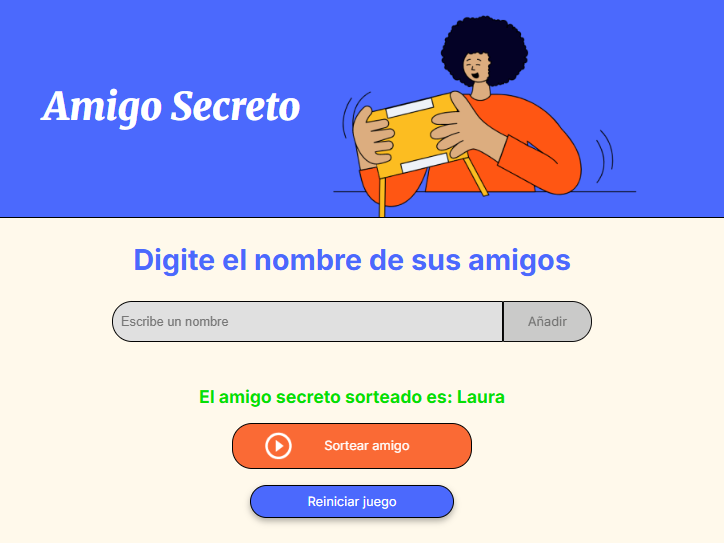 Amigo Secreto
Digite el nombre de sus amigos
Escribe un nombre
Añadir
El amigo secreto sorteado es: Laura
Sortear amigo
Reiniciar juego